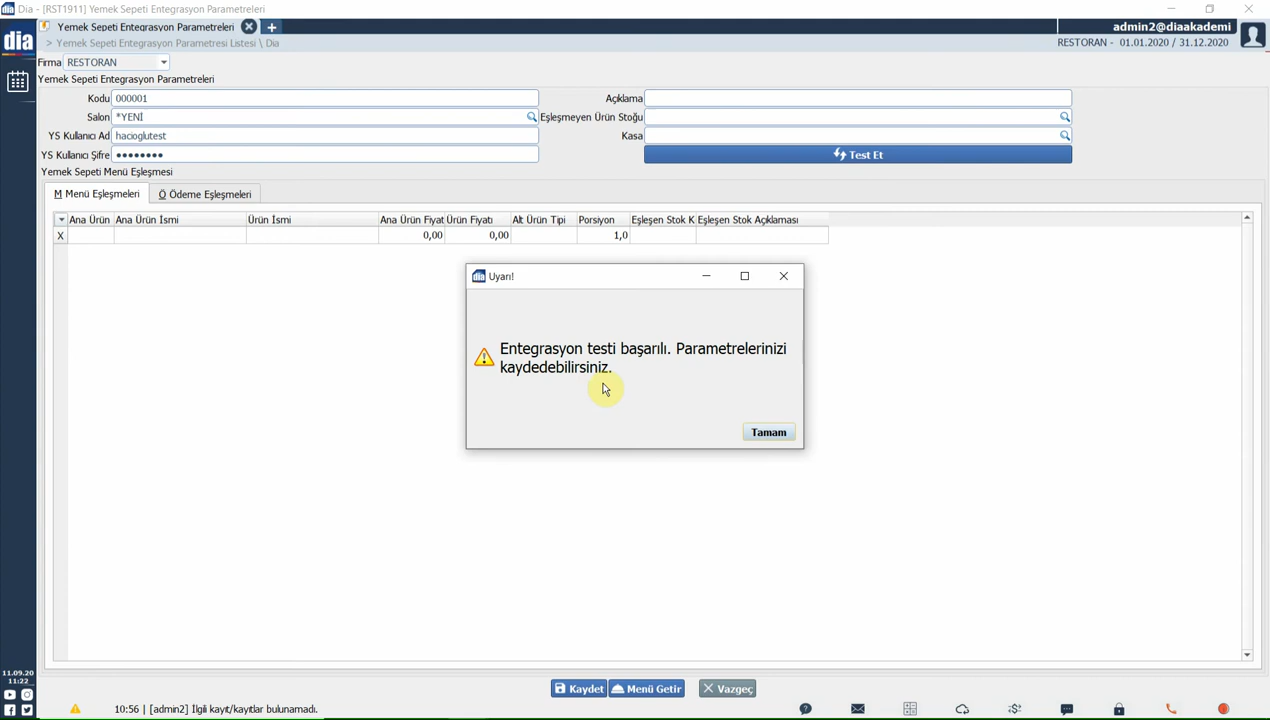 Dia - [RST1911] Yemek Sepeti Entegrasyon Parametreleri
Yemek Sepeti Entegrasyon Parametreleri
admin2@diaakademi
dia
> Yemek Sepeti Entegrasyon Parametresi Listesi \ Dia
RESTORAN - 01.01.2020 / 31.12.2020
Firma RESTORAN
Yemek Sepeti Entegrasyon Parametreleri
Kodu 000001 Açıklama
Salon *YENİ Eşleşmeyen Ürün Stoğu
YS Kullanıcı Ad hacioglutest Kasa
YS Kullanıcı Şifre ●●●●●●●● Test Et
Yemek Sepeti Menü Eşleşmesi
M Menü Eşleşmeleri Ö Ödeme Eşleşmeleri
Ana Ürün Ana Ürün İsmi Ürün İsmi Ana Ürün Fiyat Ürün Fiyatı Alt Ürün Tipi Porsiyon Eşleşen Stok K Eşleşen Stok Açıklaması
X 0,00 0,00 1,0
dia Uyarı!
Entegrasyon testi başarılı. Parametrelerinizi
kaydedebilirsiniz.
Tamam
11.09.20
11:22
Kaydet Menü Getir Vazgeç
10:56 | [admin2] İlgili kayıt/kayıtlar bulunamadı.